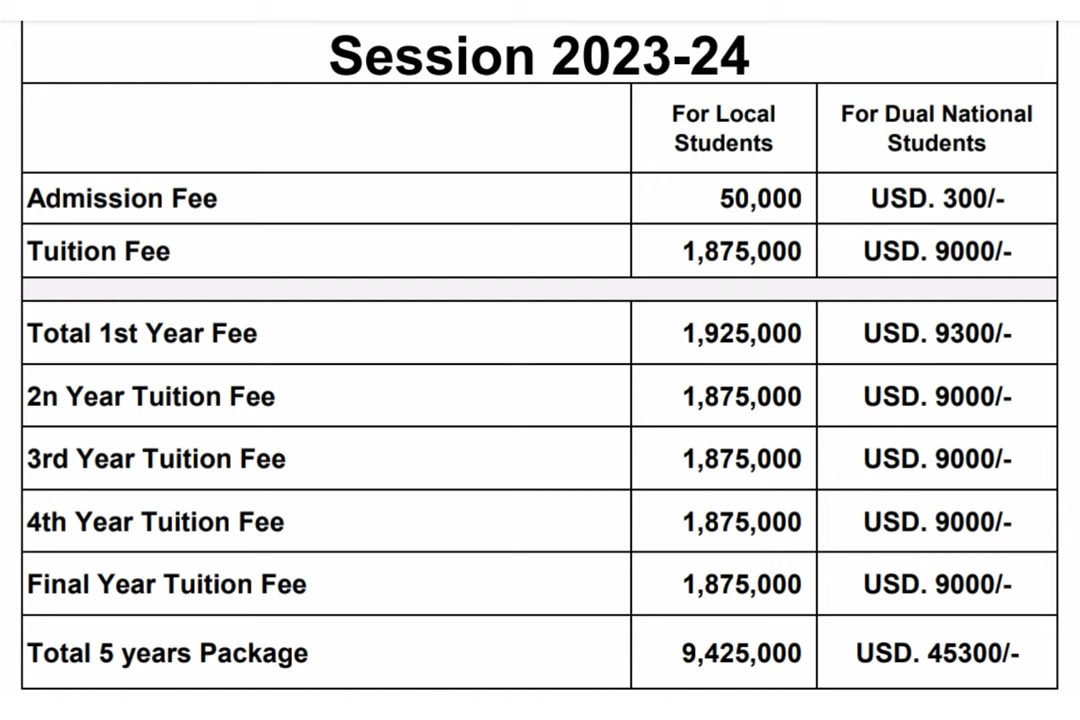 Session 2023-24
For Local Students For Dual National Students
Admission Fee 50,000 USD. 300/-
Tuition Fee 1,875,000 USD. 9000/-
Total 1st Year Fee 1,925,000 USD. 9300/-
2n Year Tuition Fee 1,875,000 USD. 9000/-
3rd Year Tuition Fee 1,875,000 USD. 9000/-
4th Year Tuition Fee 1,875,000 USD. 9000/-
Final Year Tuition Fee 1,875,000 USD. 9000/-
Total 5 years Package 9,425,000 USD. 45300/-